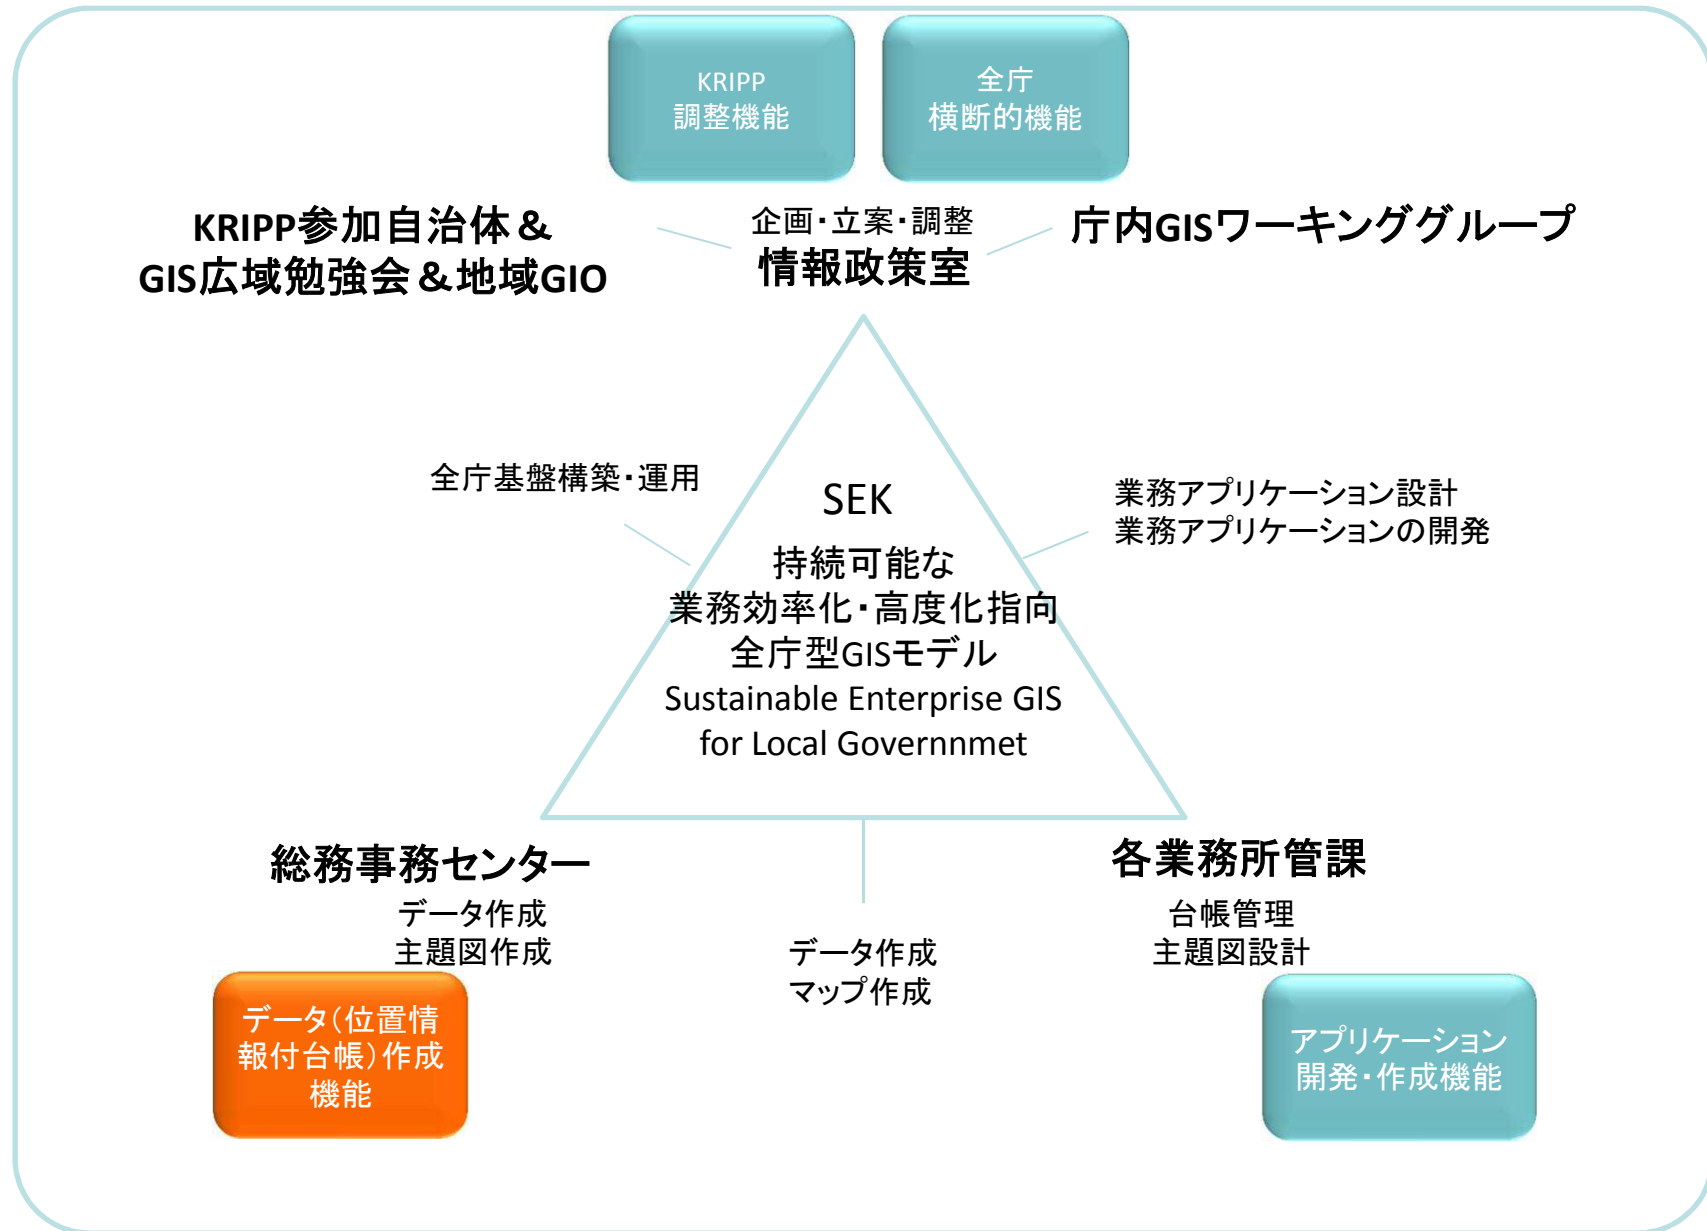 KRIPP
調整機能
全庁
横断的機能
KRIPP参加自治体＆
GIS広域勉強会＆地域GIO
企画・立案・調整
情報政策室
庁内GISワーキンググループ
全庁基盤構築・運用
業務アプリケーション設計
業務アプリケーションの開発
SEK
持続可能な
業務効率化・高度化指向
全庁型GISモデル
Sustainable Enterprise GIS
for Local Governnmet
総務事務センター
データ作成
主題図作成
データ作成
マップ作成
各業務所管課
台帳管理
主題図設計
データ（位置情
報付台帳）作成
機能
アプリケーション
開発・作成機能